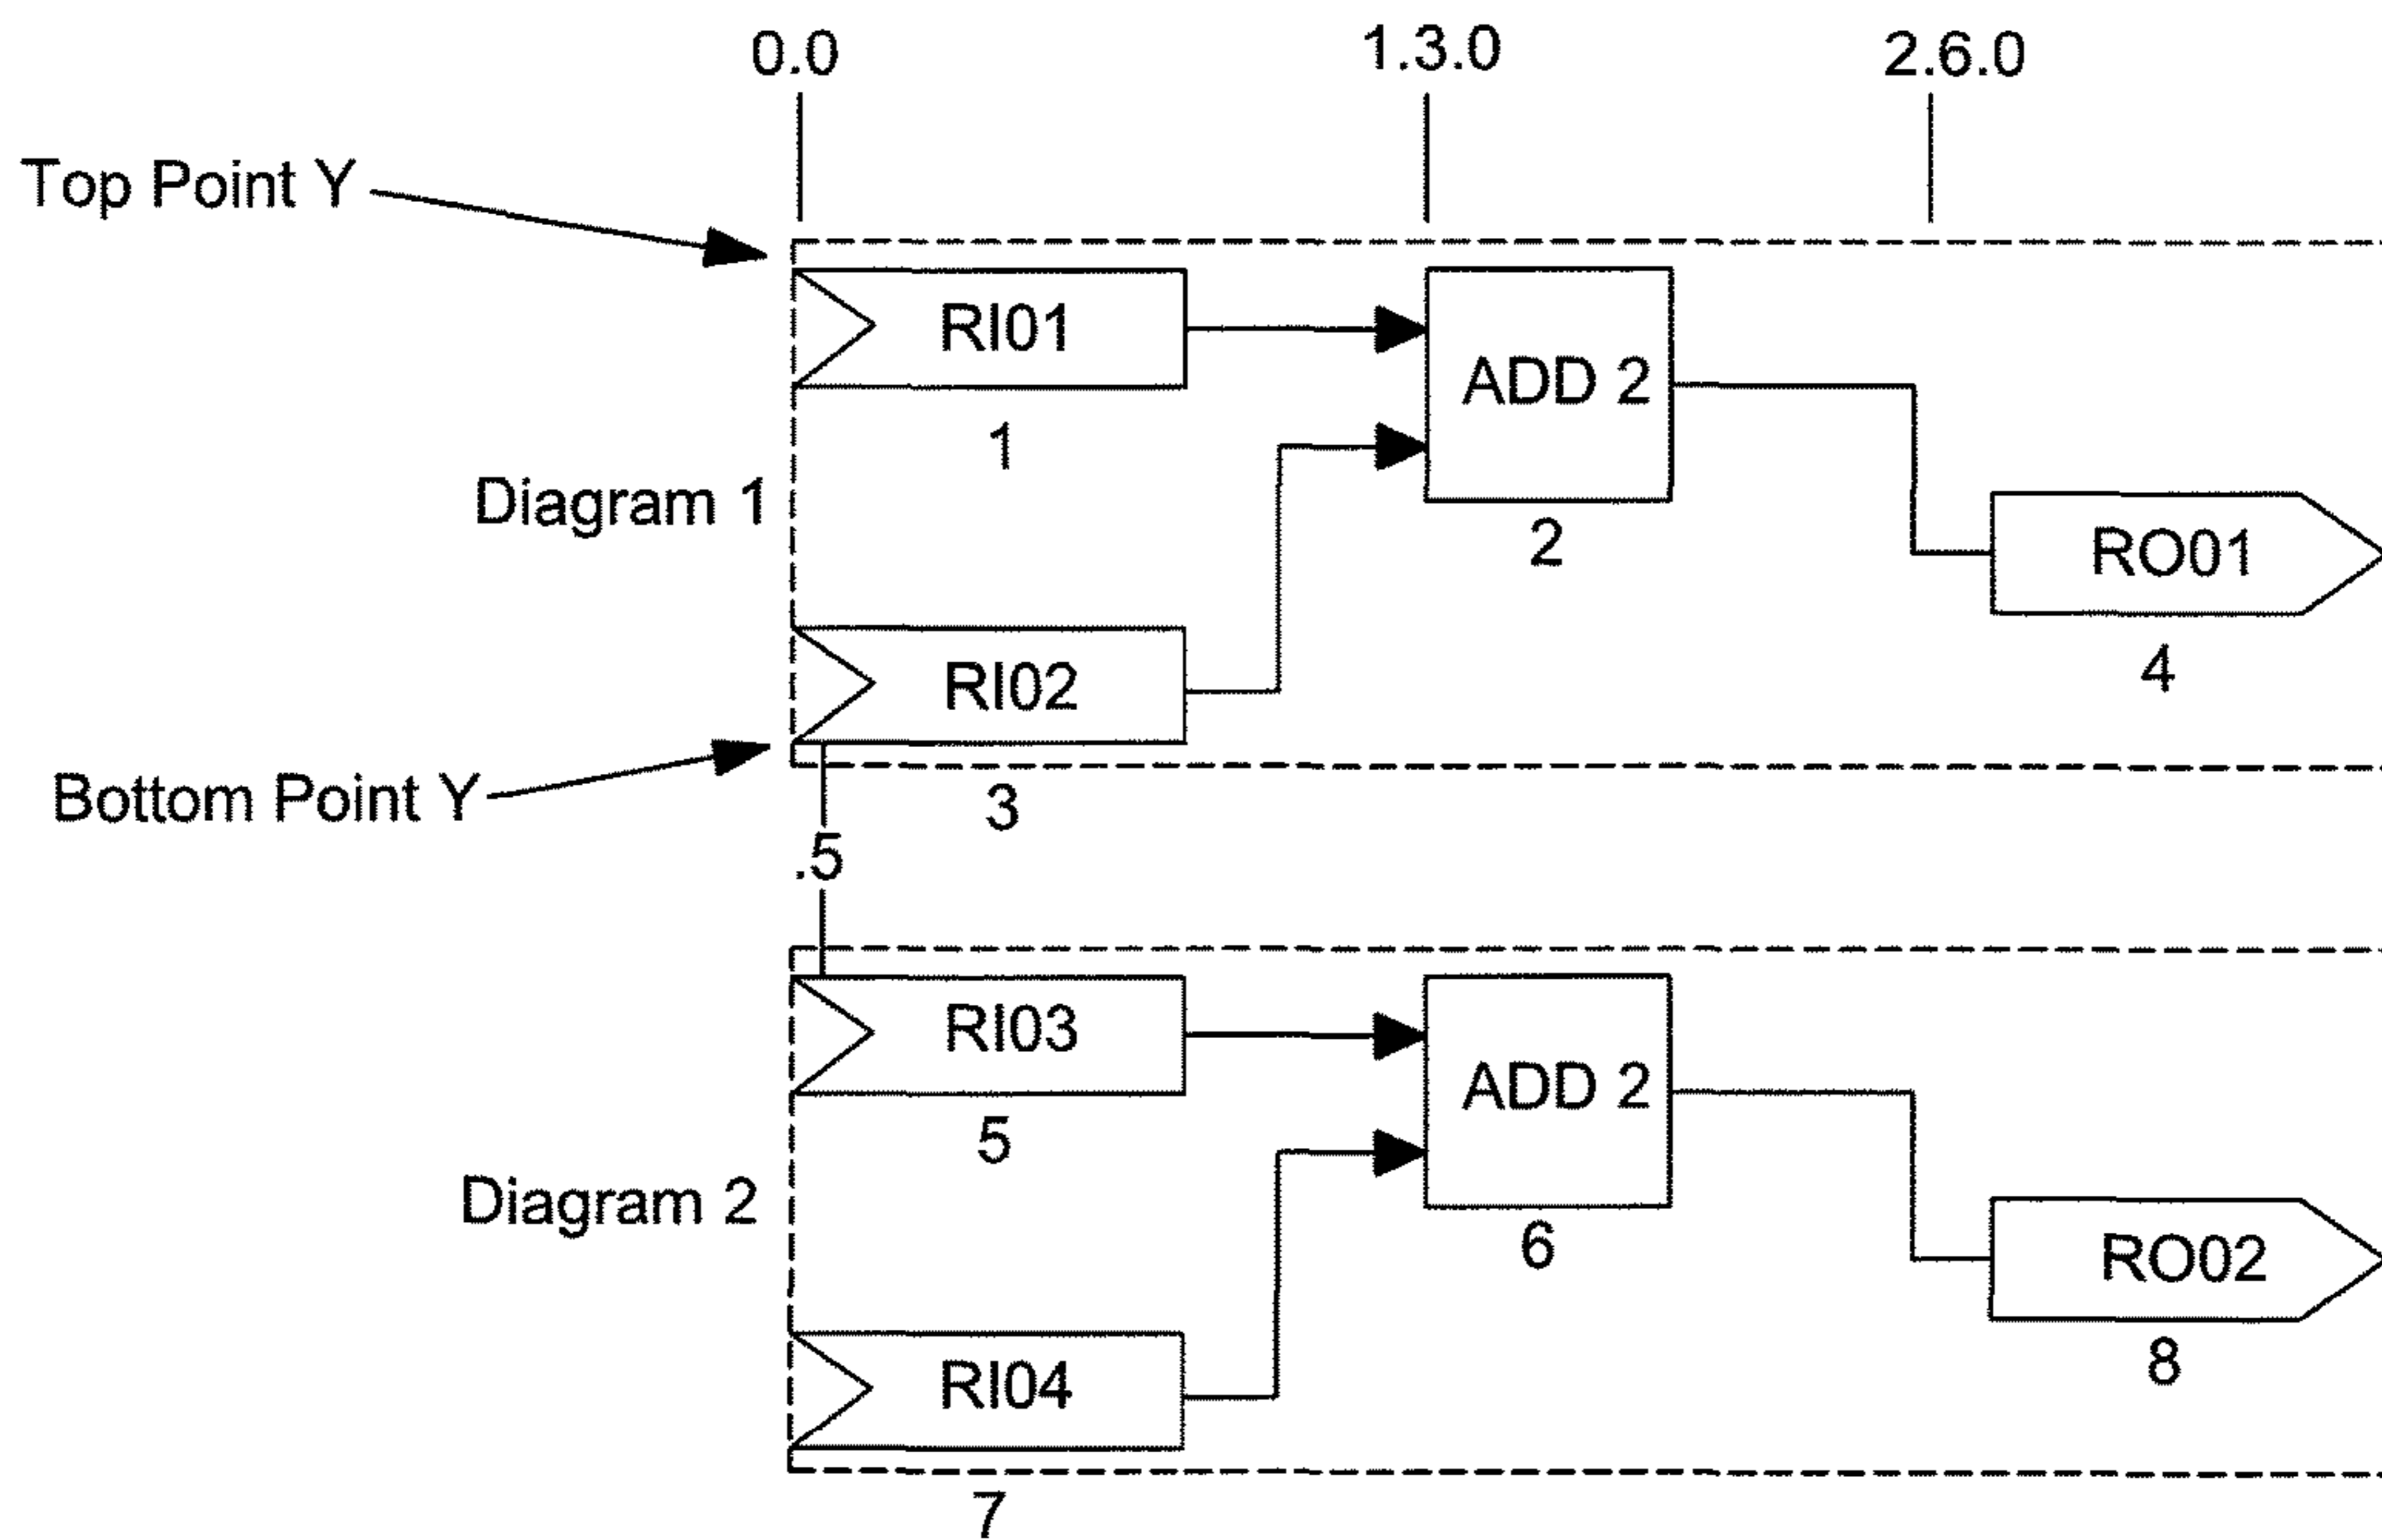 0.0
1.3.0
2.6.0
Top Point Y
RI01
ADD 2
1
Diagram 1
2
RO01
RI02
4
Bottom Point Y
3
.5
RI03
ADD 2
5
Diagram 2
6
RO02
RI04
8
7